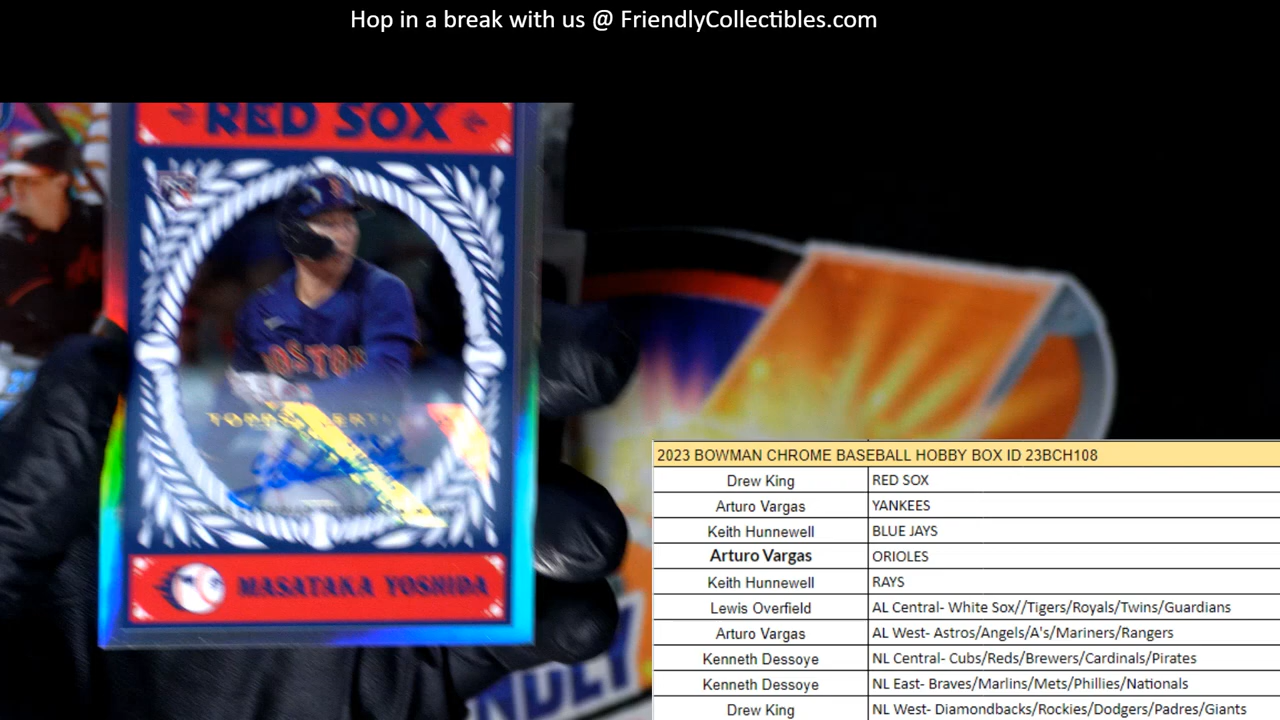 Hop in a break with us @ FriendlyCollectibles.com
RED SOX
BOSTON
MASATAKA YOSHIDA
2023 BOWMAN CHROME BASEBALL HOBBY BOX ID 23BCH108
Drew King RED SOX
Arturo Vargas YANKEES
Keith Hunnewell BLUE JAYS
Arturo Vargas ORIOLES
Keith Hunnewell RAYS
Lewis Overfield AL Central- White Sox//Tigers/Royals/Twins/Guardians
Arturo Vargas AL West- Astros/Angels/A's/Mariners/Rangers
Kenneth Dessoye NL Central- Cubs/Reds/Brewers/Cardinals/Pirates
Kenneth Dessoye NL East- Braves/Marlins/Mets/Phillies/Nationals
Drew King NL West- Diamondbacks/Rockies/Dodgers/Padres/Giants